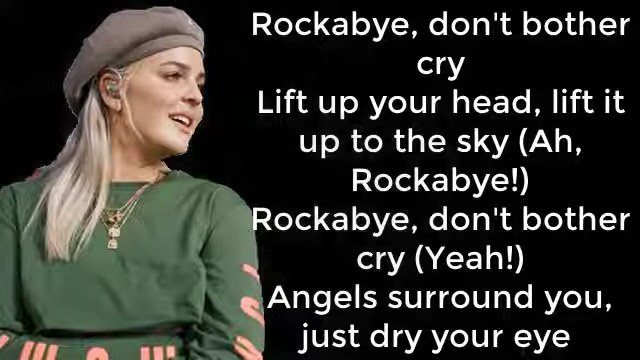 Rockabye, don't bother
cry
Lift up your head, lift it
up to the sky (Ah,
Rockabye!)
Rockabye, don't bother
cry (Yeah!)
Angels surround you,
just dry your eye